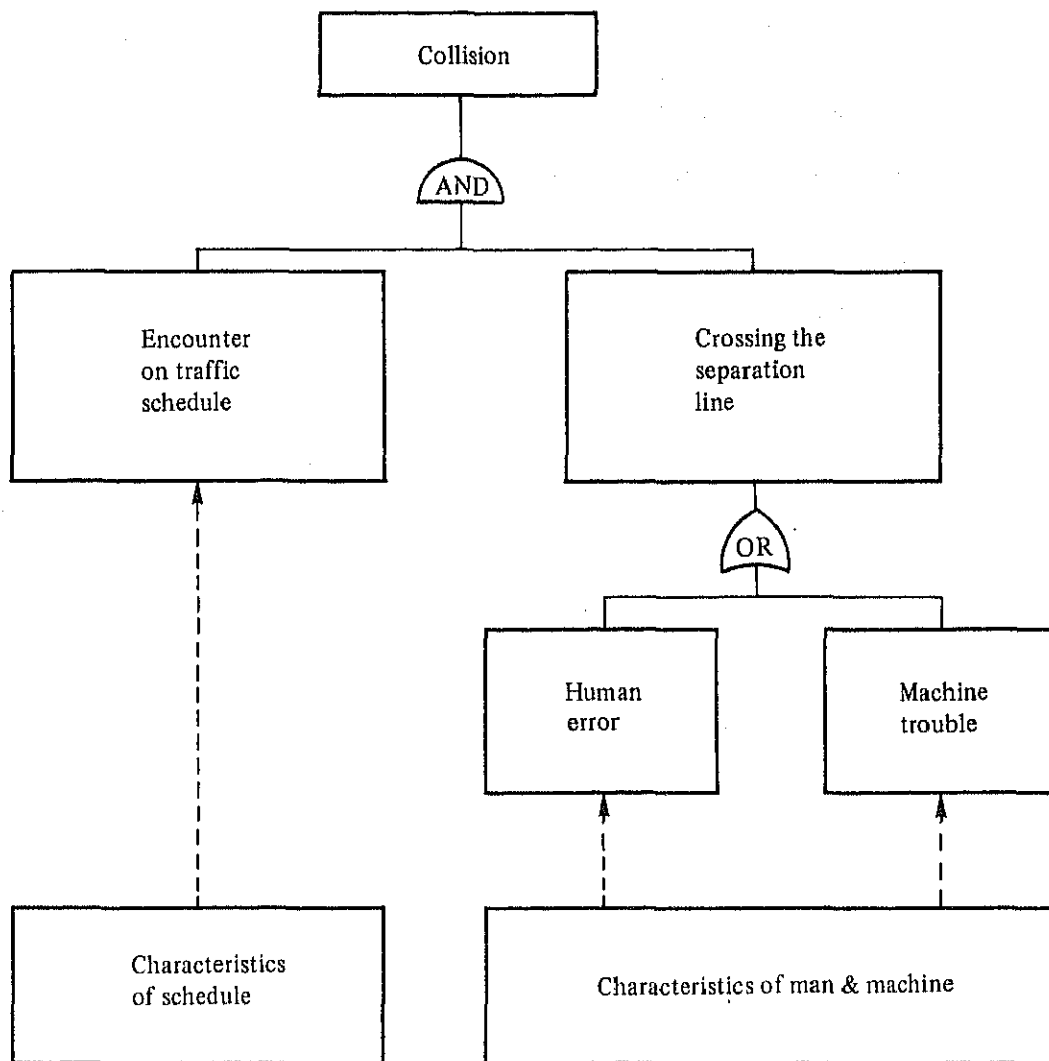 Collision
AND
Encounter
on traffic
schedule
Crossing the
separation
line
OR
Human
error
Machine
trouble
Characteristics
of schedule
Characteristics of man & machine